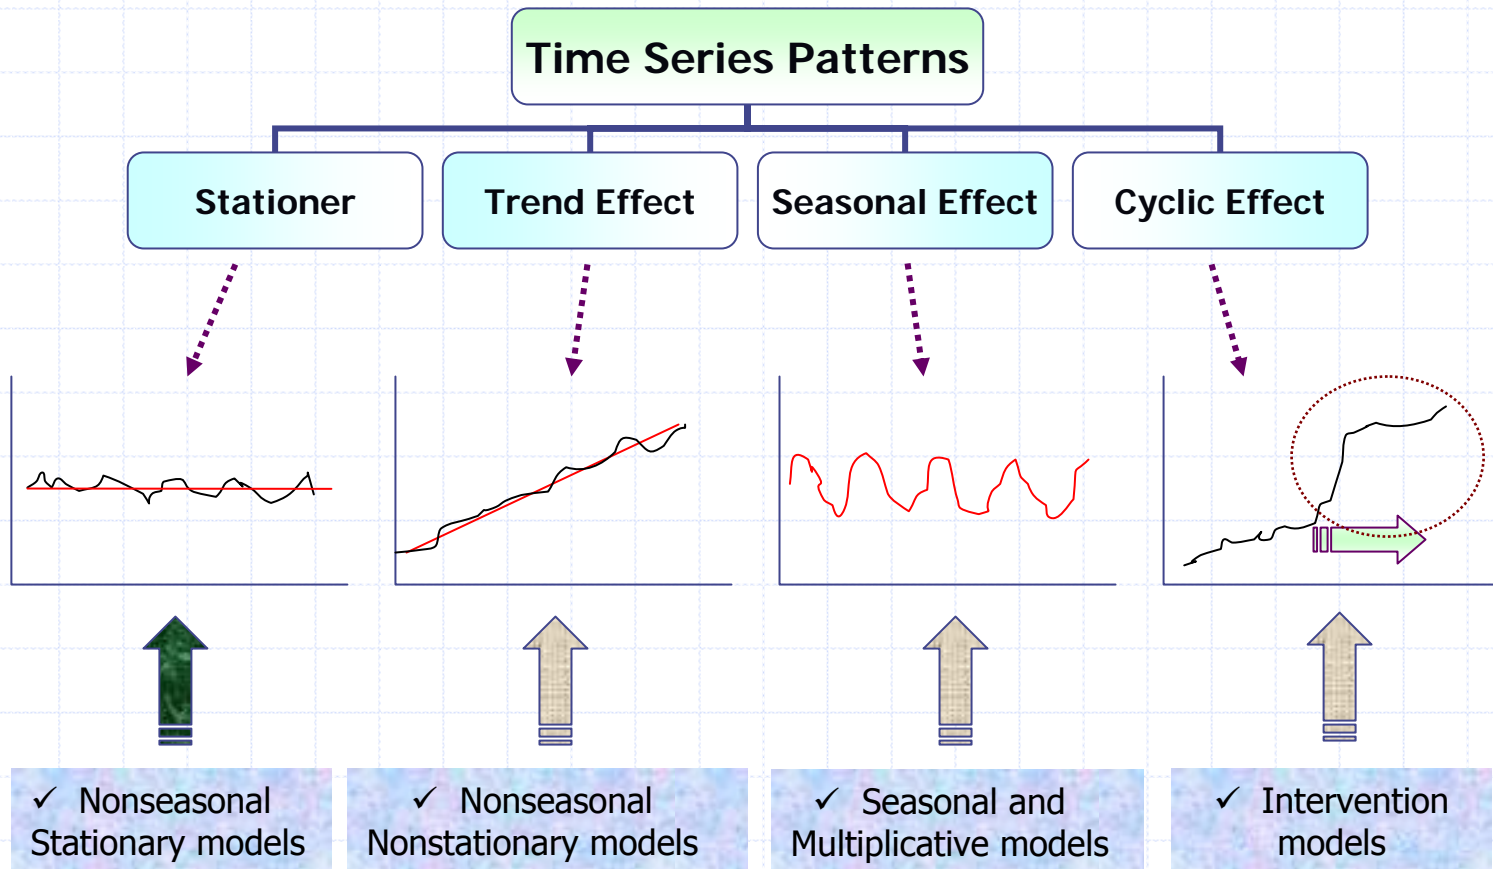 Time Series Patterns
Stationer
Trend Effect
Seasonal Effect
Cyclic Effect
✓ Nonseasonal
Stationary models
✓ Nonseasonal
Nonstationary models
✓ Seasonal and
Multiplicative models
✓ Intervention
models